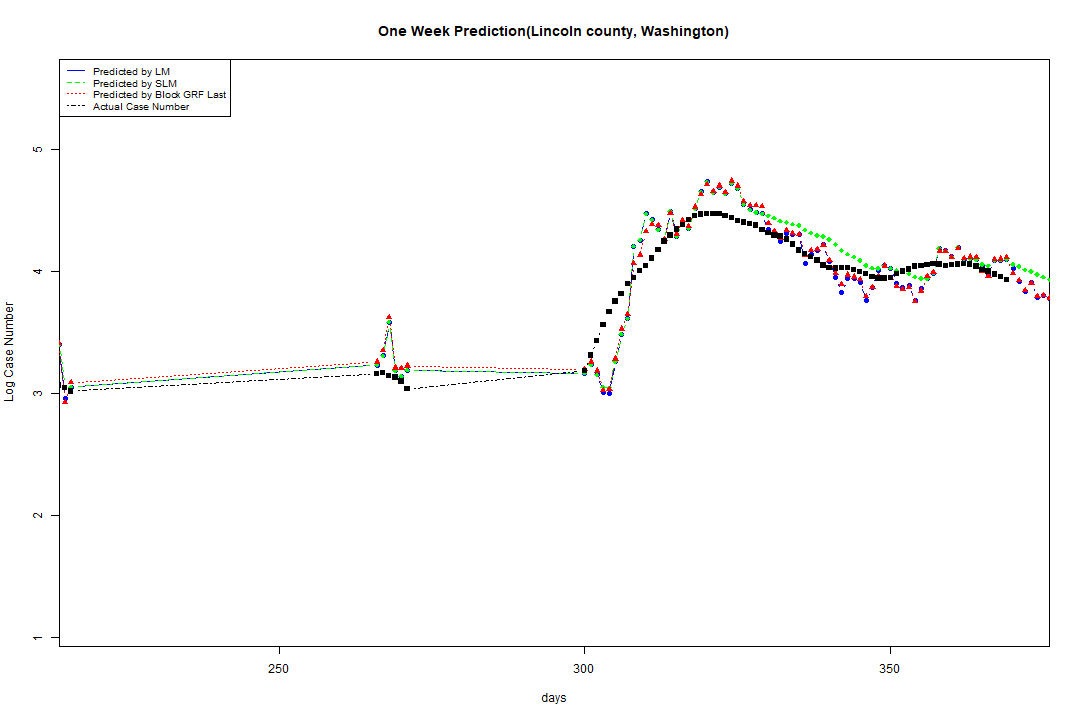 One Week Prediction(Lincoln county, Washington)
Predicted by LM
Predicted by SLM
Predicted by Block GRF Last
Actual Case Number
5
4
3
2
1
Log Case Number
250 300 350
days